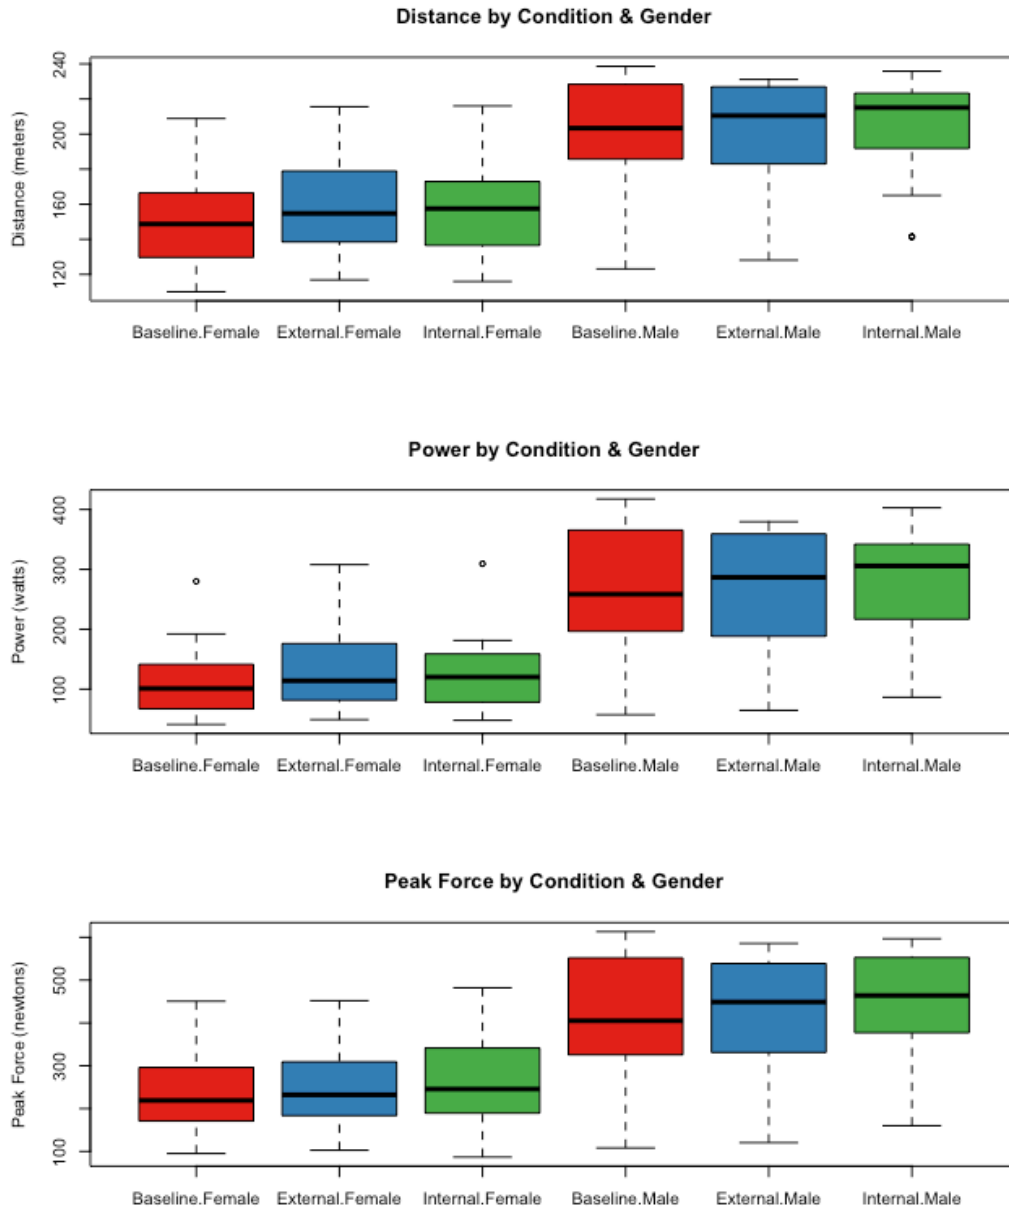 Distance by Condition & Gender
Distance (meters)
240
200
160
120
Baseline.Female External.Female Internal.Female Baseline.Male External.Male Internal.Male
Power by Condition & Gender
Power (watts)
400
300
200
100
Baseline.Female External.Female Internal.Female Baseline.Male External.Male Internal.Male
Peak Force by Condition & Gender
Peak Force (newtons)
500
300
100
Baseline.Female External.Female Internal.Female Baseline.Male External.Male Internal.Male